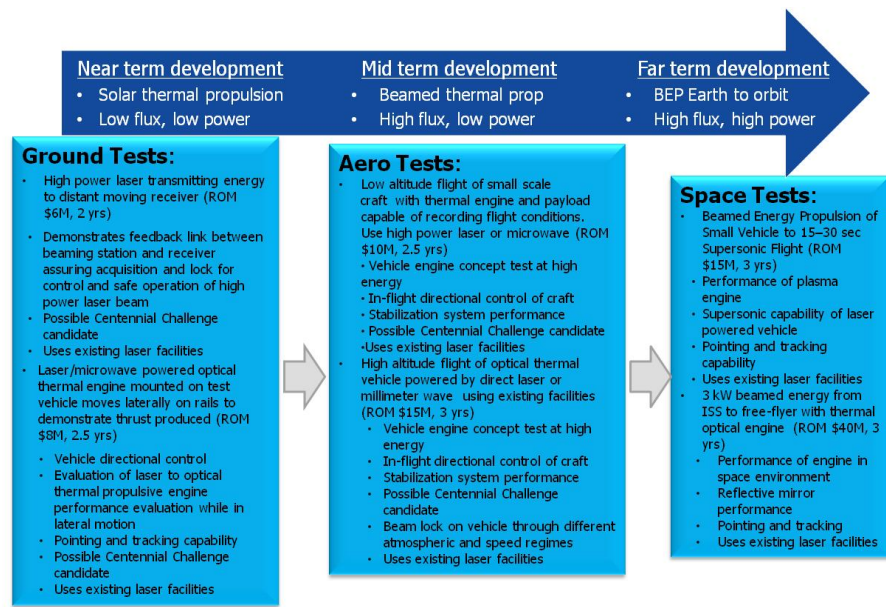 Near term development
• Solar thermal propulsion
• Low flux, low power
Mid term development
• Beamed thermal prop
• High flux, low power
Far term development
• BEP Earth to orbit
• High flux, high power
Ground Tests:
• High power laser transmitting energy
to distant moving receiver (ROM
$6M, 2 yrs)
• Demonstrates feedback link between
beaming station and receiver
assuring acquisition and lock for
control and safe operation of high
power laser beam
• Possible Centennial Challenge
candidate
• Uses existing laser facilities
• Laser/microwave powered optical
thermal engine mounted on test
vehicle moves laterally on rails to
demonstrate thrust produced (ROM
$8M, 2.5 yrs)
• Vehicle directional control
• Evaluation of laser to optical
thermal propulsive engine
performance evaluation while in
lateral motion
• Pointing and tracking capability
• Possible Centennial Challenge
candidate
• Uses existing laser facilities
Aero Tests:
• Low altitude flight of small scale
craft with thermal engine and payload
capable of recording flight conditions.
Use high power laser or microwave (ROM
$10M, 2.5 yrs)
• Vehicle engine concept test at high
energy
• In-flight directional control of craft
• Stabilization system performance
• Possible Centennial Challenge candidate
•Uses existing laser facilities
• High altitude flight of optical thermal
vehicle powered by direct laser or
millimeter wave using existing facilities
(ROM $15M, 3 yrs)
• Vehicle engine concept test at high
energy
• In-flight directional control of craft
• Stabilization system performance
• Possible Centennial Challenge
candidate
• Beam lock on vehicle through different
atmospheric and speed regimes
• Uses existing laser facilities
Space Tests:
• Beamed Energy Propulsion of
Small Vehicle to 15–30 sec
Supersonic Flight (ROM
$15M, 3 yrs)
• Performance of plasma
engine
• Supersonic capability of laser
powered vehicle
• Pointing and tracking
capability
• Uses existing laser facilities
• 3 kW beamed energy from
ISS to free-flyer with thermal
optical engine (ROM $40M, 3
yrs)
• Performance of engine in
space environment
• Reflective mirror
performance
• Pointing and tracking
• Uses existing laser facilities